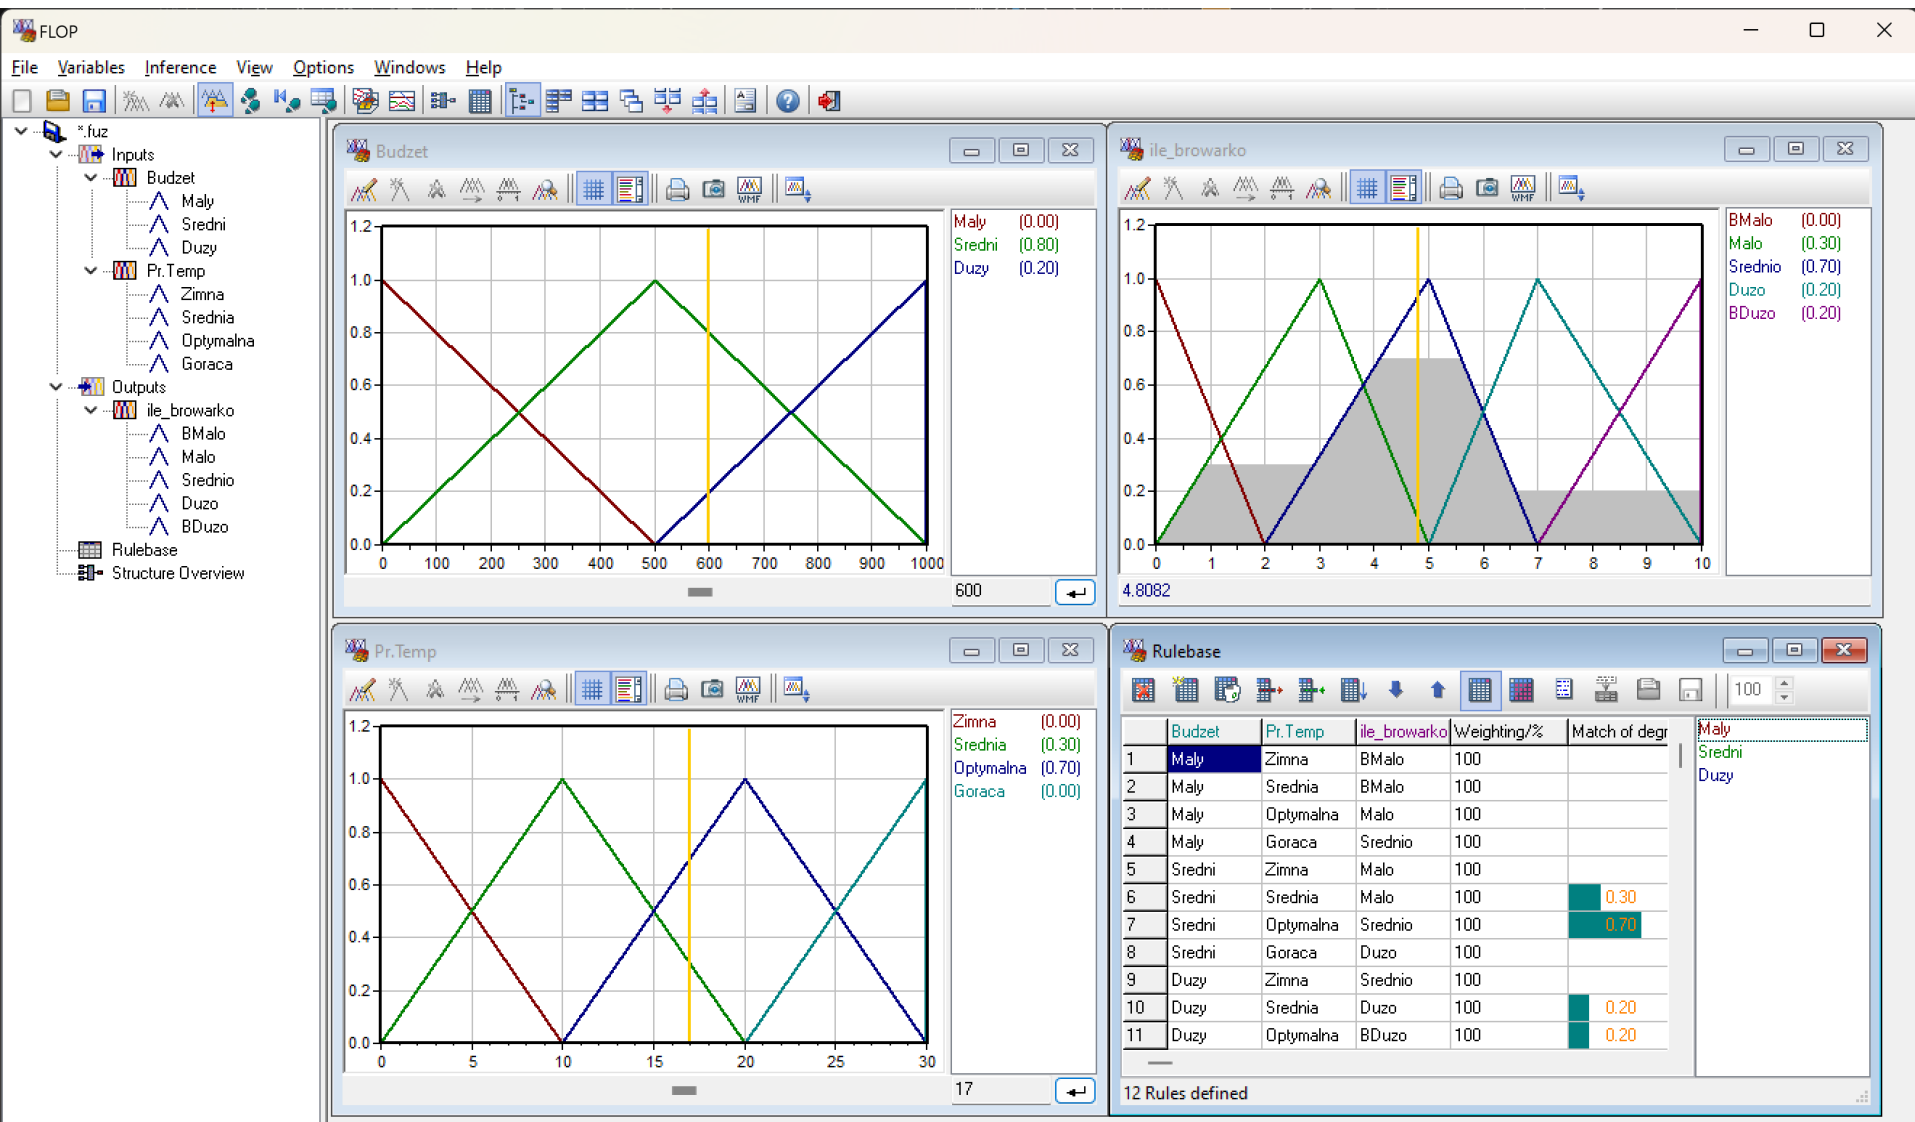 FLOP
File Variables Inference View Options Windows Help
*.fuz
Inputs
Budzet
Maly
Sredni
Duzy
Pr.Temp
Zimna
Srednia
Optymalna
Goraca
Outputs
ile_browarko
BMalo
Malo
Srednio
Duzo
BDuzo
Rulebase
Structure Overview
Budzet
WMF
1.2
1.0
0.8
0.6
0.4
0.2
0.0
0 100 200 300 400 500 600 700 800 900 1000
Maly (0.00)
Sredni (0.80)
Duzy (0.20)
600
ile_browarko
WMF
1.2
1.0
0.8
0.6
0.4
0.2
0.0
0 1 2 3 4 5 6 7 8 9 10
BMalo (0.00)
Malo (0.30)
Srednio (0.70)
Duzo (0.20)
BDuzo (0.20)
4.8082
Pr.Temp
WMF
1.2
1.0
0.8
0.6
0.4
0.2
0.0
0 5 10 15 20 25 30
Zimna (0.00)
Srednia (0.30)
Optymalna (0.70)
Goraca (0.00)
17
Rulebase
100
Budzet Pr.Temp ile_browarko Weighting/% Match of degr
1 Maly Zimna BMalo 100
2 Maly Srednia BMalo 100
3 Maly Optymalna Malo 100
4 Maly Goraca Srednio 100
5 Sredni Zimna Malo 100
6 Sredni Srednia Malo 100 0.30
7 Sredni Optymalna Srednio 100 0.70
8 Sredni Goraca Duzo 100
9 Duzy Zimna Srednio 100
10 Duzy Srednia Duzo 100 0.20
11 Duzy Optymalna BDuzo 100 0.20
Maly
Sredni
Duzy
12 Rules defined